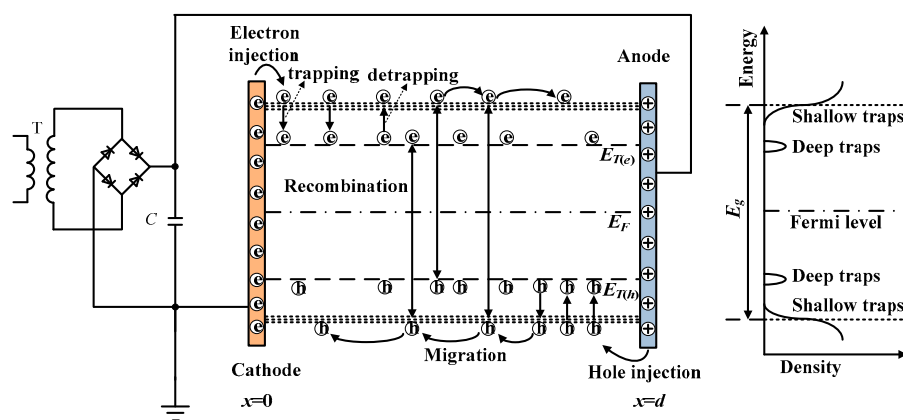 Electron
injection
trapping
detrapping
Anode
T
C
e e e e e e
e e e e e e e
E_T(e)
Recombination
E_F
E_T(h)
h h h h h h h
h h h h h h
Migration
Cathode
Hole injection
x=0
x=d
Energy
Shallow traps
Deep traps
E_g
Fermi level
Deep traps
Shallow traps
Density